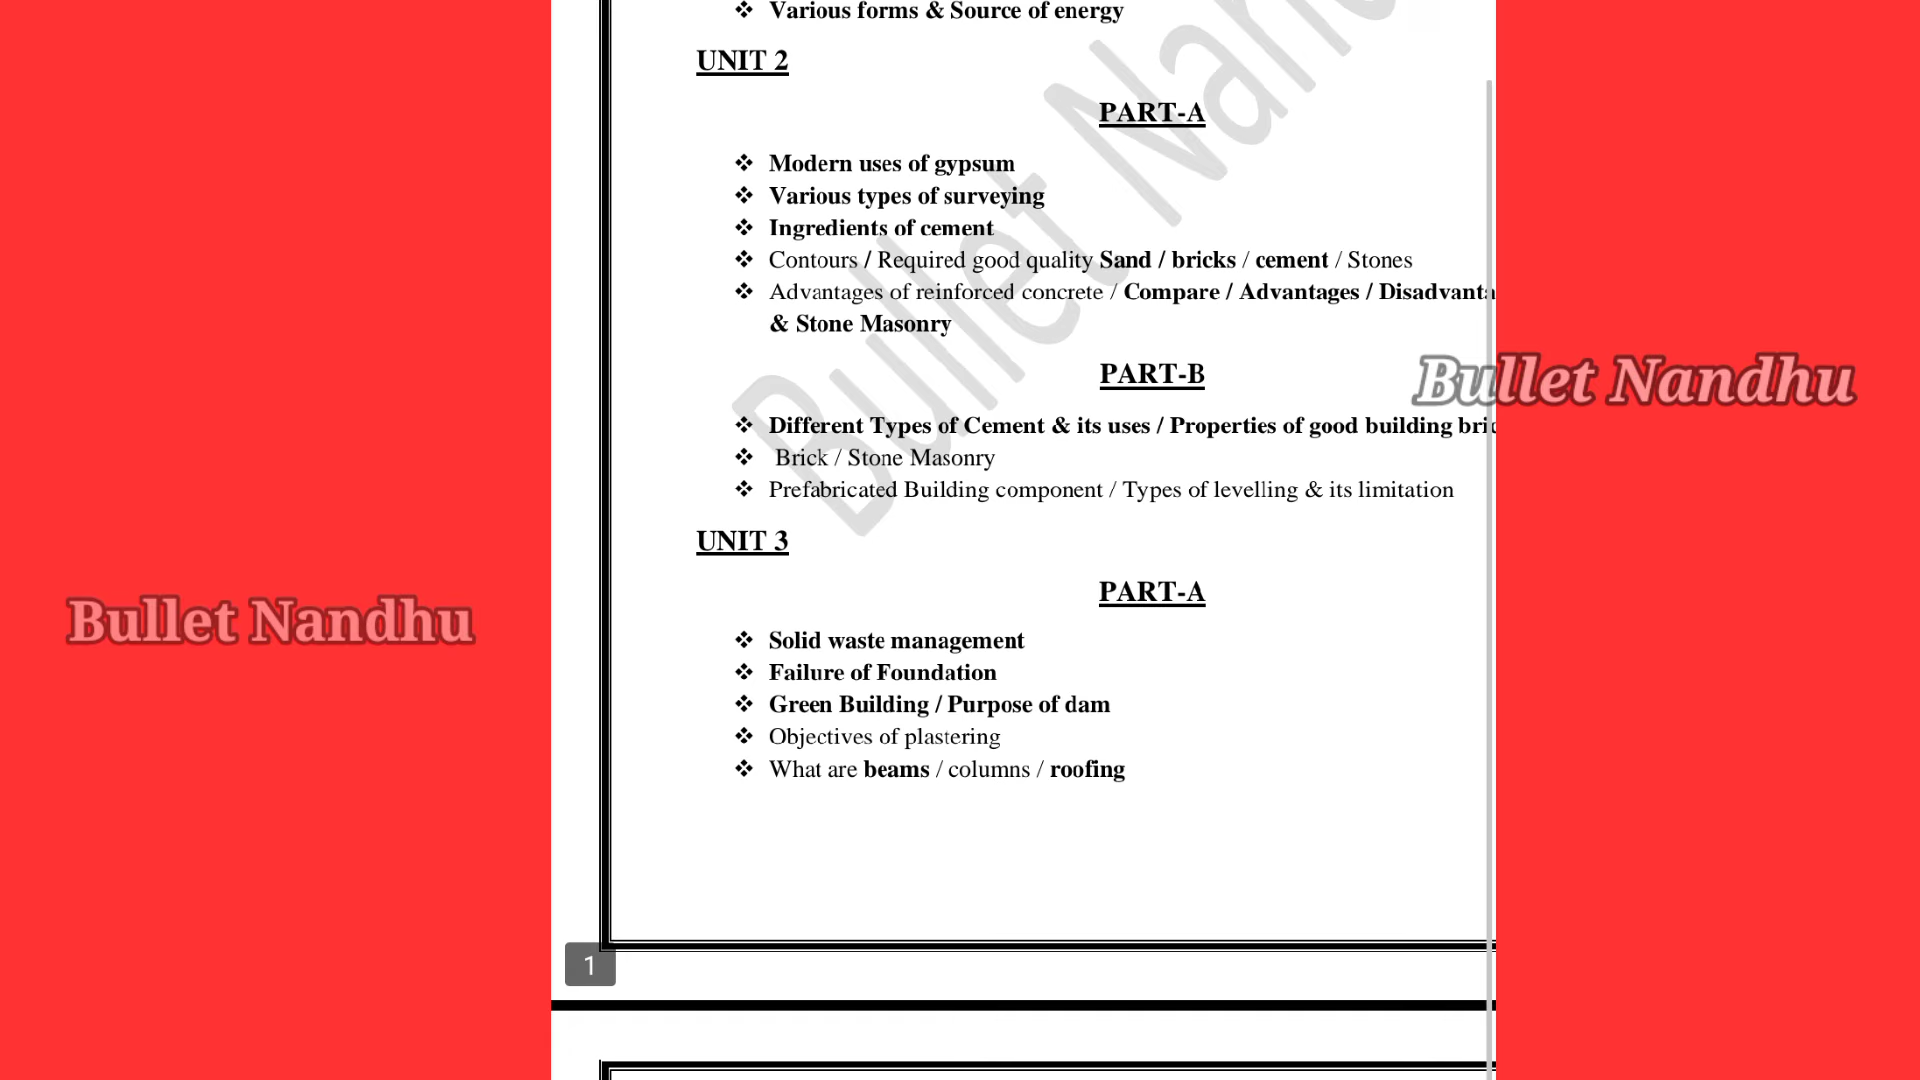 ❖ Various forms & Source of energy
UNIT 2
PART-A
❖ Modern uses of gypsum
❖ Various types of surveying
❖ Ingredients of cement
❖ Contours / Required good quality Sand / bricks / cement / Stones
❖ Advantages of reinforced concrete / Compare / Advantages / Disadvanta
& Stone Masonry
PART-B
❖ Different Types of Cement & its uses / Properties of good building bric
❖ Brick / Stone Masonry
❖ Prefabricated Building component / Types of levelling & its limitation
UNIT 3
PART-A
❖ Solid waste management
❖ Failure of Foundation
❖ Green Building / Purpose of dam
❖ Objectives of plastering
❖ What are beams / columns / roofing
1
Bullet Nandhu
Bullet Nandhu
Bullet Nan